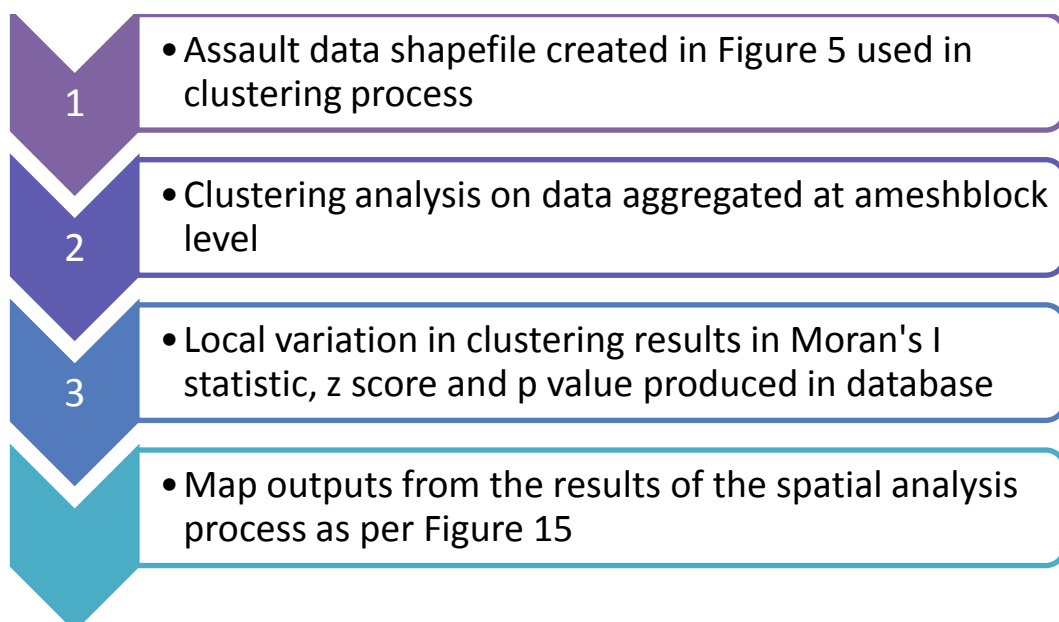 1
• Assault data shapefile created in Figure 5 used in
clustering process
2
• Clustering analysis on data aggregated at ameshblock
level
3
• Local variation in clustering results in Moran's I
statistic, z score and p value produced in database
• Map outputs from the results of the spatial analysis
process as per Figure 15